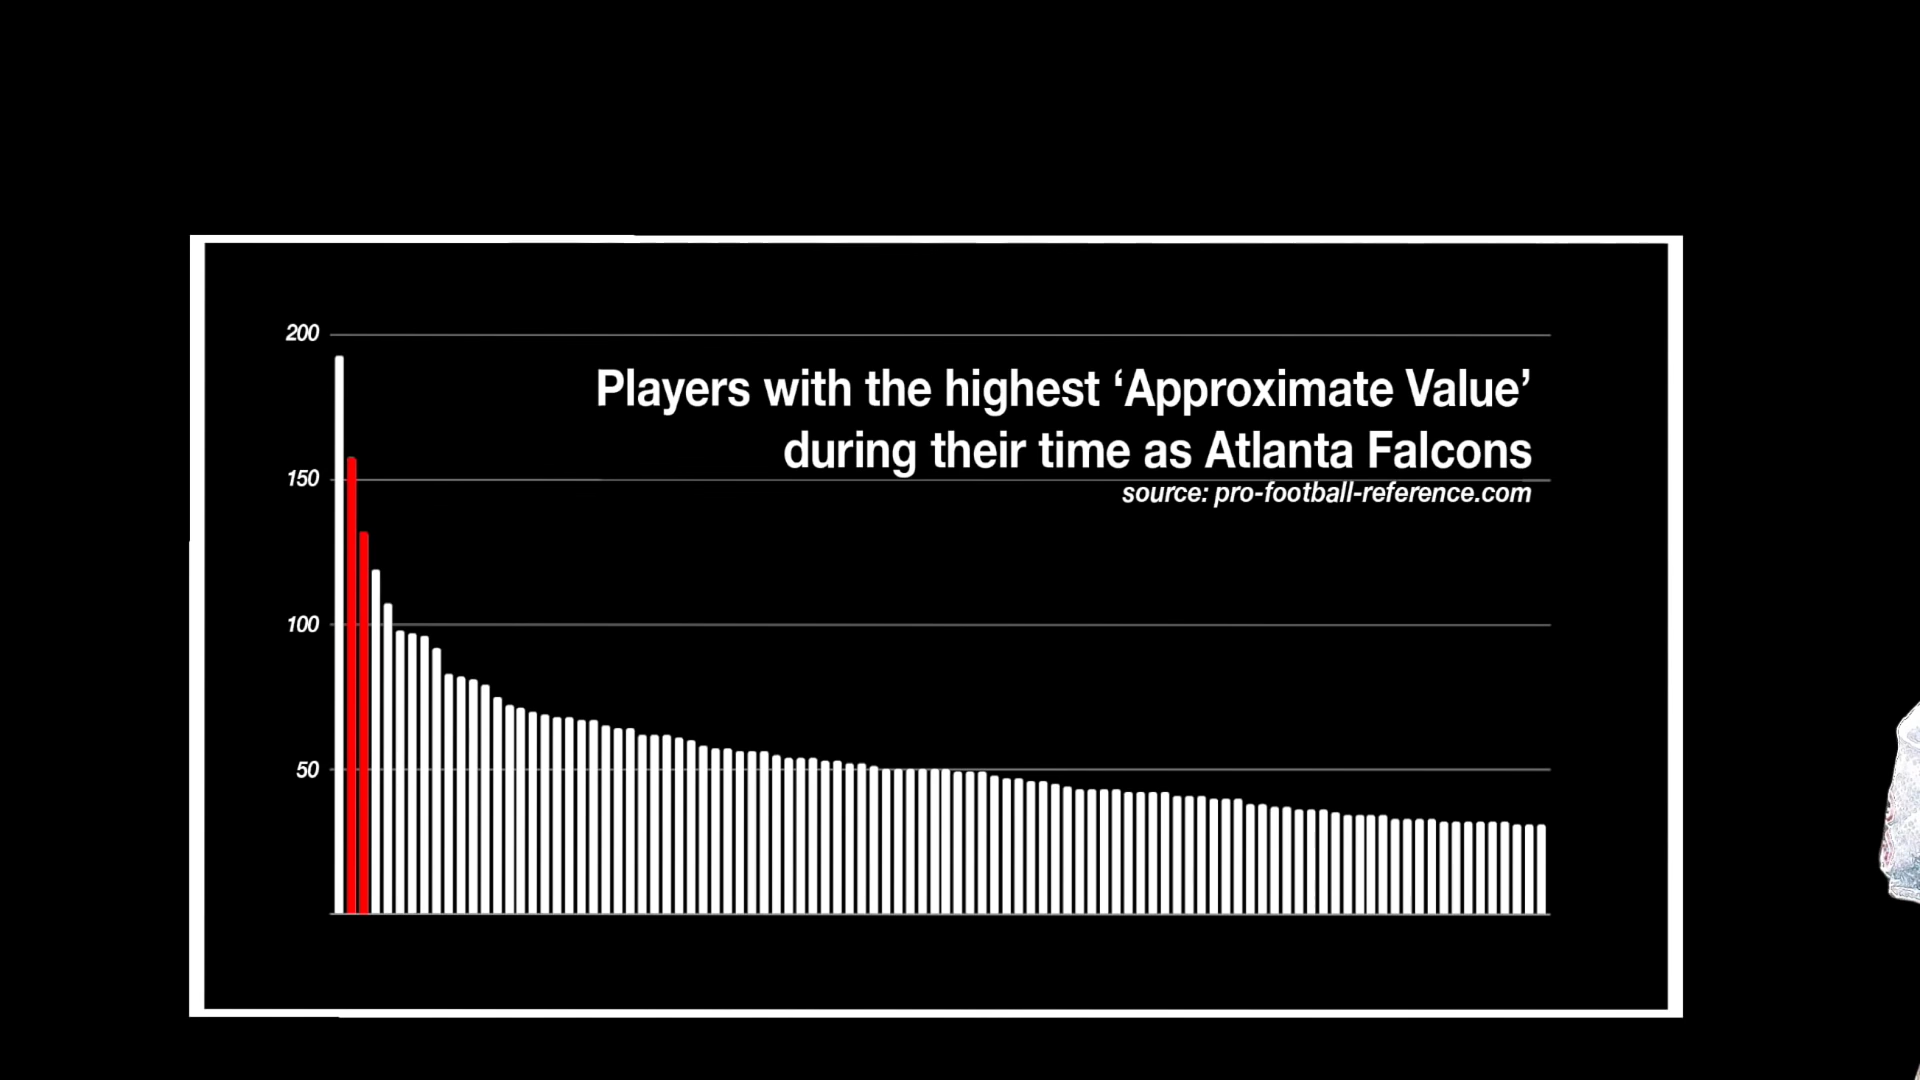 200
Players with the highest ‘Approximate Value’
during their time as Atlanta Falcons
150
source: pro-football-reference.com
100
50